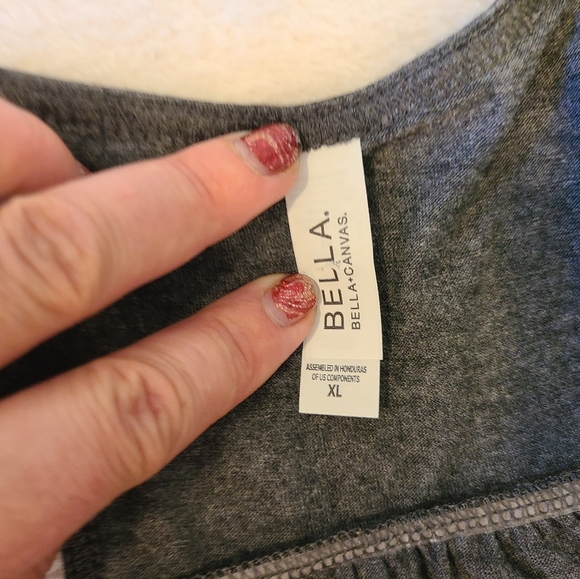 BELLA.
BELLA+CANVAS.
ASSEMBLED IN HONDURAS
OF US COMPONENTS
XL